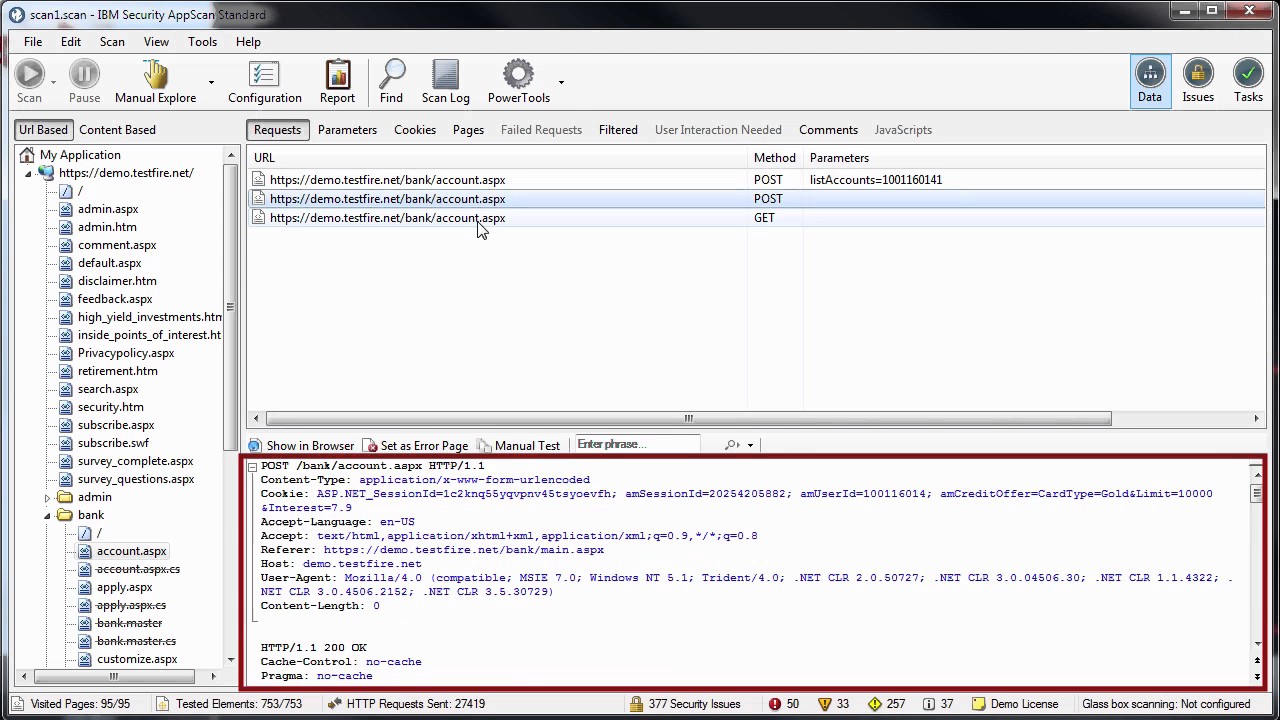 scan1.scan - IBM Security AppScan Standard
File Edit Scan View Tools Help
Scan Pause Manual Explore Configuration Report Find Scan Log PowerTools Data Issues Tasks
Url Based Content Based
Requests Parameters Cookies Pages Failed Requests Filtered User Interaction Needed Comments JavaScripts
My Application
https://demo.testfire.net/
/
admin.aspx
admin.htm
comment.aspx
default.aspx
disclaimer.htm
feedback.aspx
high_yield_investments.htm
inside_points_of_interest.ht
Privacypolicy.aspx
retirement.htm
search.aspx
security.htm
subscribe.aspx
subscribe.swf
survey_complete.aspx
survey_questions.aspx
admin
bank
/
account.aspx
account.aspx.cs
apply.aspx
apply.aspx.cs
bank.master
bank.master.cs
customize.aspx
URL Method Parameters
https://demo.testfire.net/bank/account.aspx POST listAccounts=1001160141
https://demo.testfire.net/bank/account.aspx POST
https://demo.testfire.net/bank/account.aspx GET
Show in Browser Set as Error Page Manual Test Enter phrase...
POST /bank/account.aspx HTTP/1.1
Content-Type: application/x-www-form-urlencoded
Cookie: ASP.NET_SessionId=1c2knq55yqvpnv45tsyoevfh; amSessionId=20254205882; amUserId=100116014; amCreditOffer=CardType=Gold&Limit=10000
&Interest=7.9
Accept-Language: en-US
Accept: text/html,application/xhtml+xml,application/xml;q=0.9,*/*;q=0.8
Referer: https://demo.testfire.net/bank/main.aspx
Host: demo.testfire.net
User-Agent: Mozilla/4.0 (compatible; MSIE 7.0; Windows NT 5.1; Trident/4.0; .NET CLR 2.0.50727; .NET CLR 3.0.04506.30; .NET CLR 1.1.4322; .
NET CLR 3.0.4506.2152; .NET CLR 3.5.30729)
Content-Length: 0
HTTP/1.1 200 OK
Cache-Control: no-cache
Pragma: no-cache
Visited Pages: 95/95 Tested Elements: 753/753 HTTP Requests Sent: 27419 377 Security Issues 50 33 257 37 Demo License Glass box scanning: Not configured